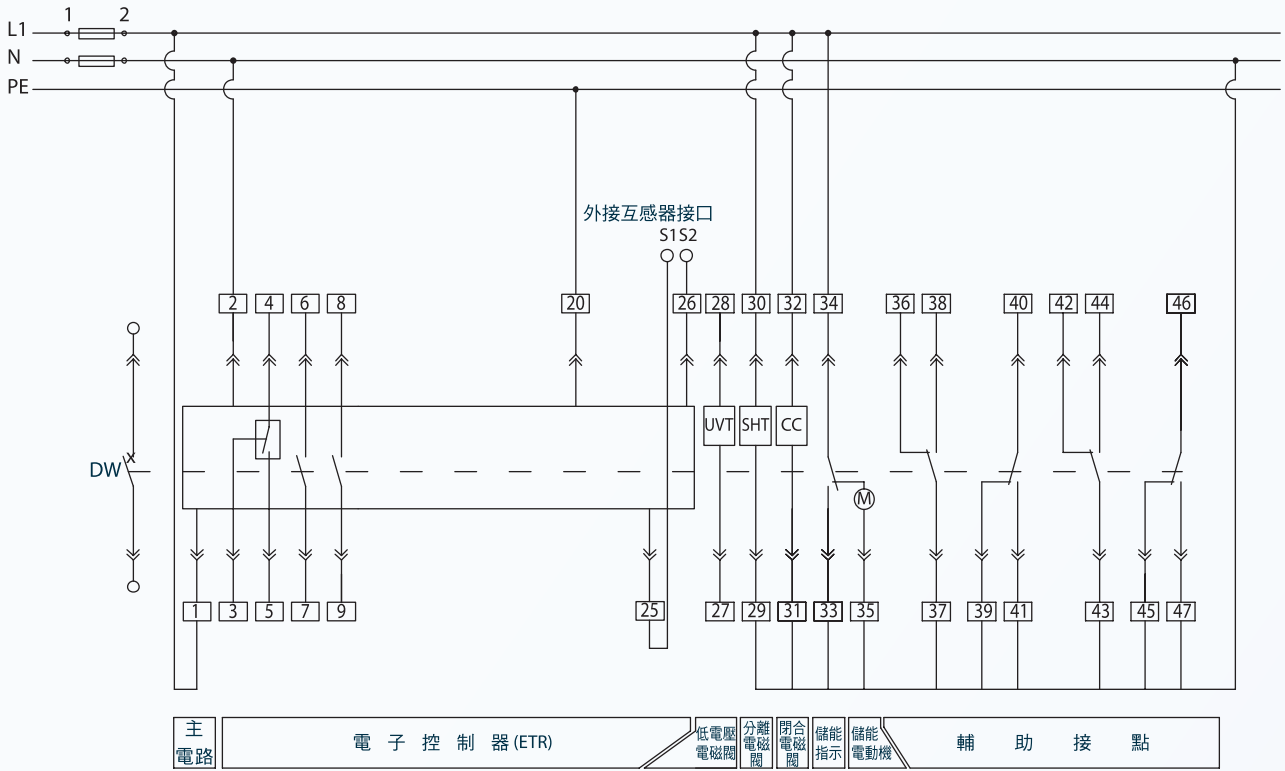 1 2
L1
N
PE
外接互感器接口
S1 S2
2 4 6 8 20 26 28 30 32 34 36 38 40 42 44 46
UVT SHT CC
DW x
M
1 3 5 7 9 25 27 29 31 33 35 37 39 41 43 45 47
主
電路
電子控制器(ETR)
低電壓
電磁閥
分離
電磁
閥
閉合
電磁
閥
儲能
指示
儲能
電動機
輔助接點